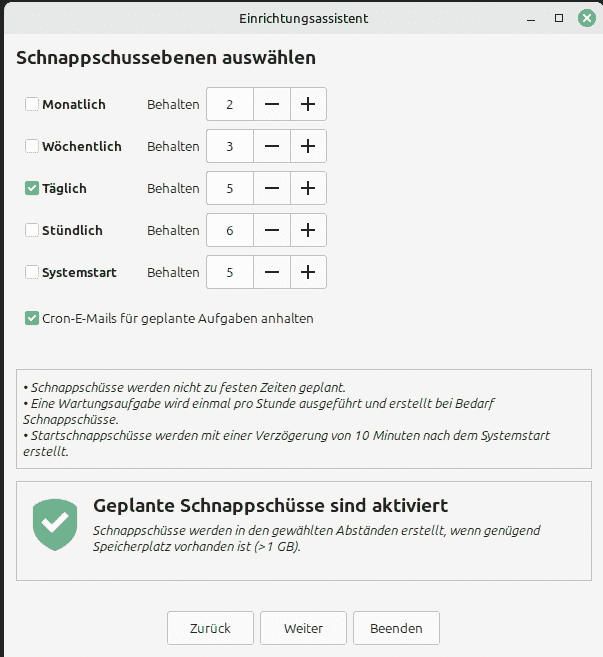 Einrichtungsassistent
Schnappschussebenen auswählen
Monatlich Behalten 2
Wöchentlich Behalten 3
Täglich Behalten 5
Stündlich Behalten 6
Systemstart Behalten 5
Cron-E-Mails für geplante Aufgaben anhalten
• Schnappschüsse werden nicht zu festen Zeiten geplant.
• Eine Wartungsaufgabe wird einmal pro Stunde ausgeführt und erstellt bei Bedarf
Schnappschüsse.
• Startschnappschüsse werden mit einer Verzögerung von 10 Minuten nach dem Systemstart
erstellt.
Geplante Schnappschüsse sind aktiviert
Schnappschüsse werden in den gewählten Abständen erstellt, wenn genügend
Speicherplatz vorhanden ist (>1 GB).
Zurück Weiter Beenden